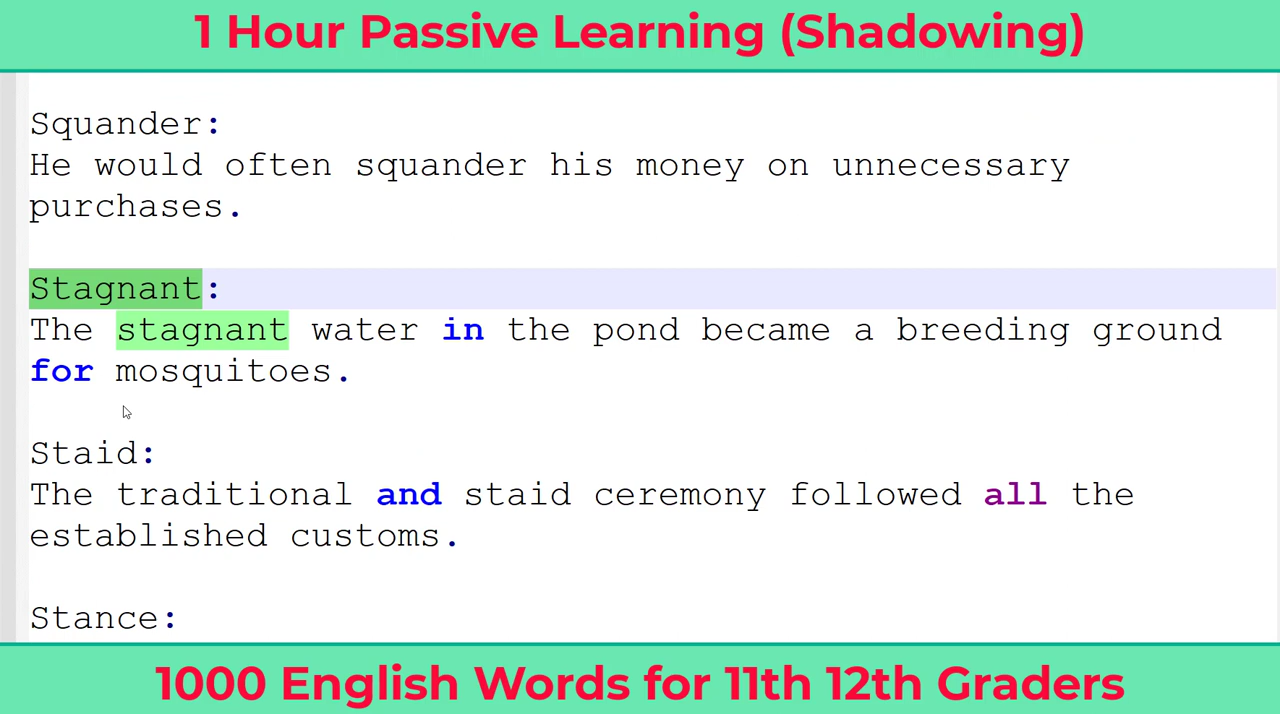 1 Hour Passive Learning (Shadowing)
Squander:
He would often squander his money on unnecessary
purchases.
Stagnant:
The stagnant water in the pond became a breeding ground
for mosquitoes.
Staid:
The traditional and staid ceremony followed all the
established customs.
Stance:
1000 English Words for 11th 12th Graders